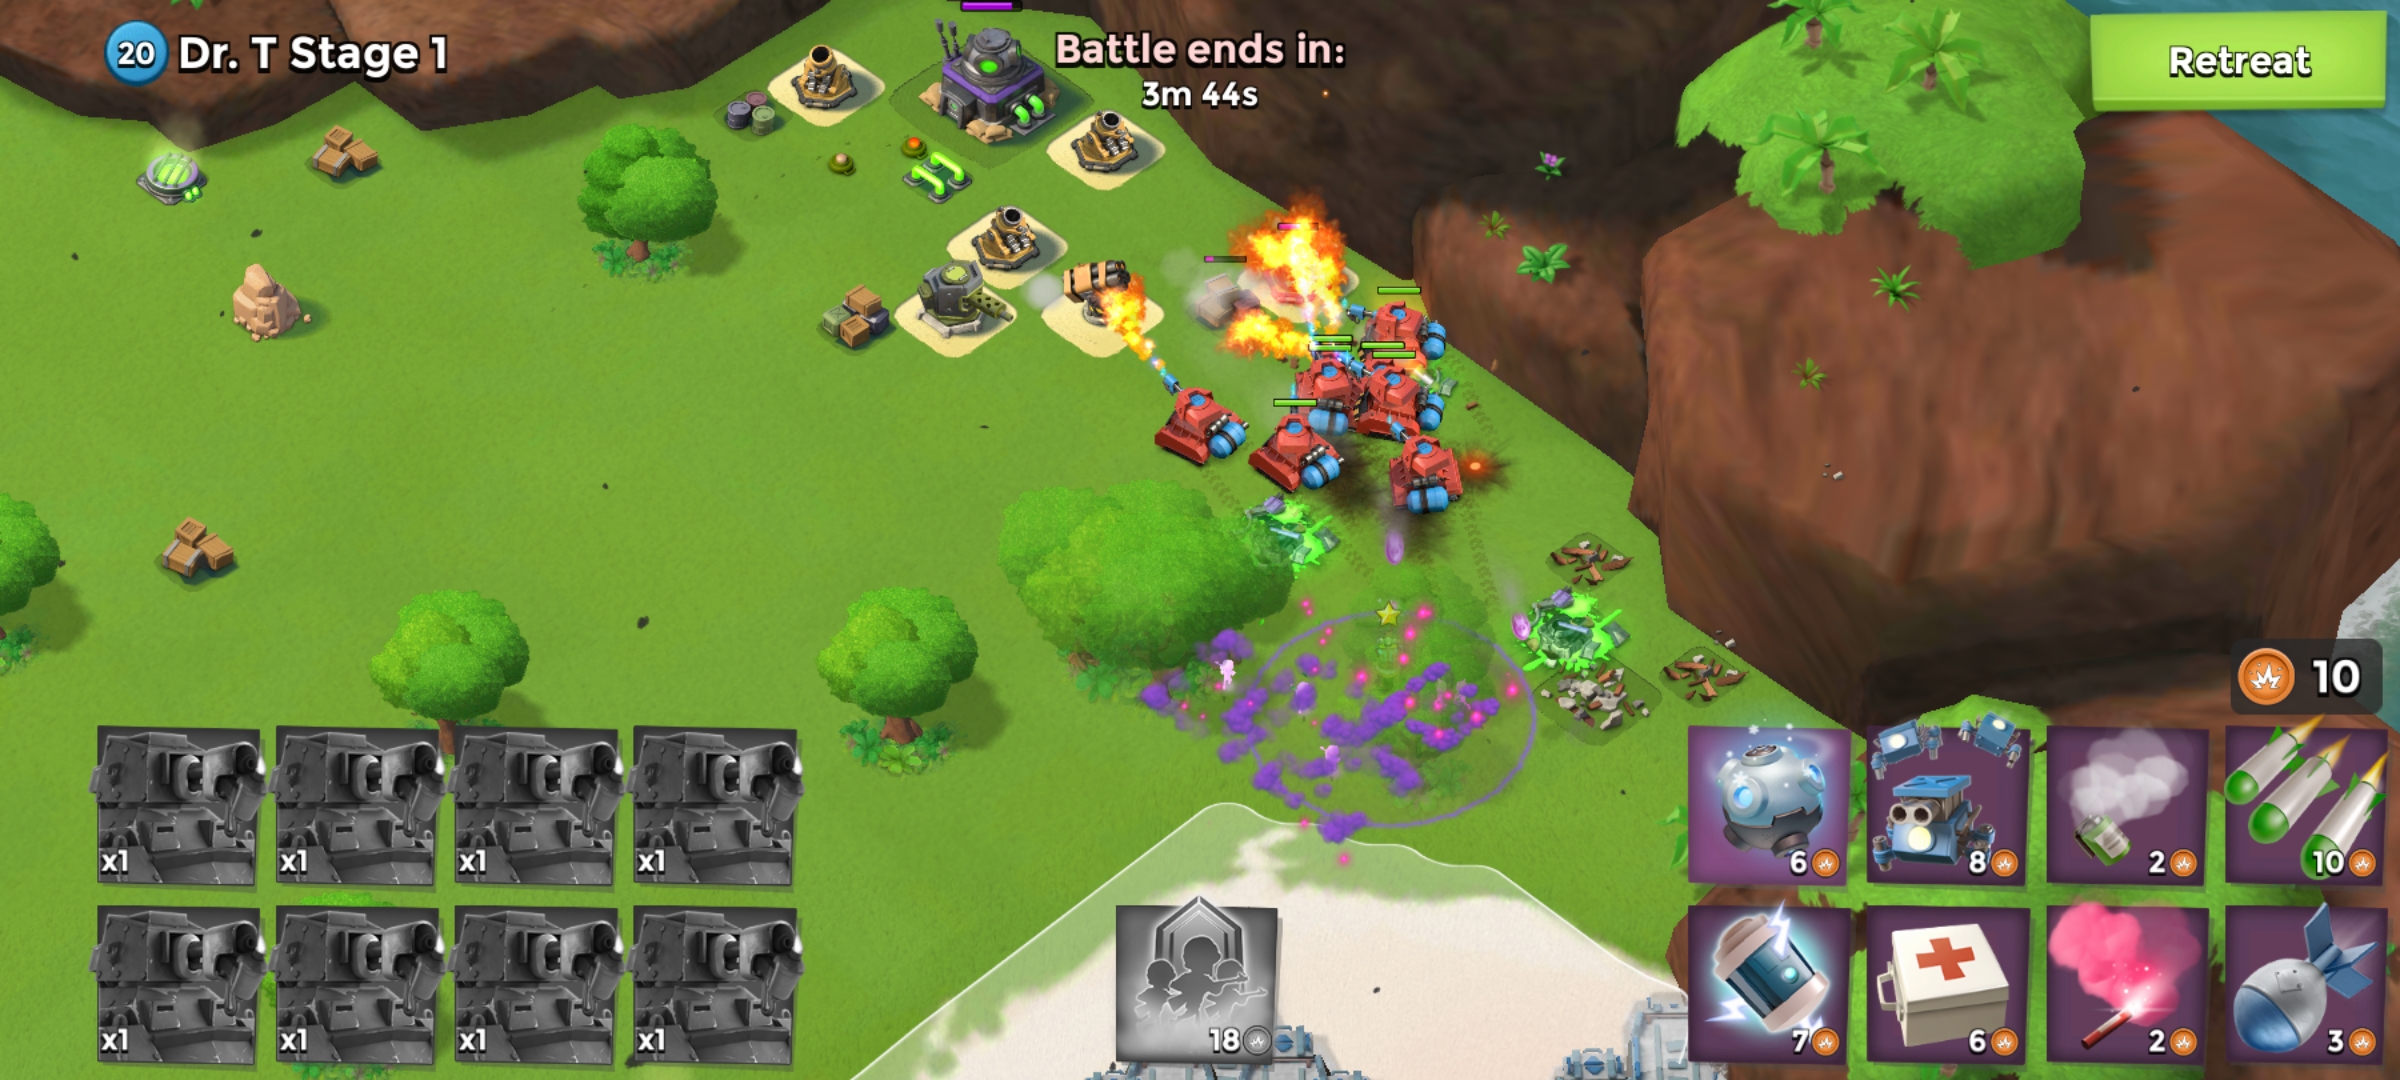 20 Dr. T Stage 1
Battle ends in:
3m 44s
Retreat
10
x1 x1 x1 x1
6 8 2 10
x1 x1 x1 x1
18
7 6 2 3